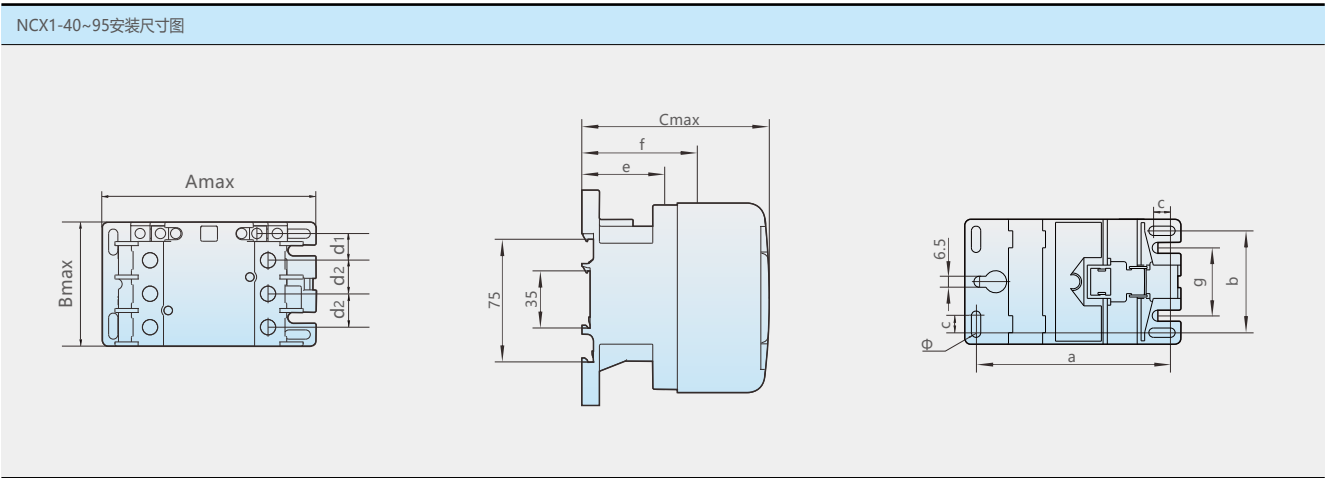 NCX1-40~95安装尺寸图
Amax
Bmax
d1
d2
d2
Cmax
f
e
75
35
c
6.5
g
b
c
Φ
a